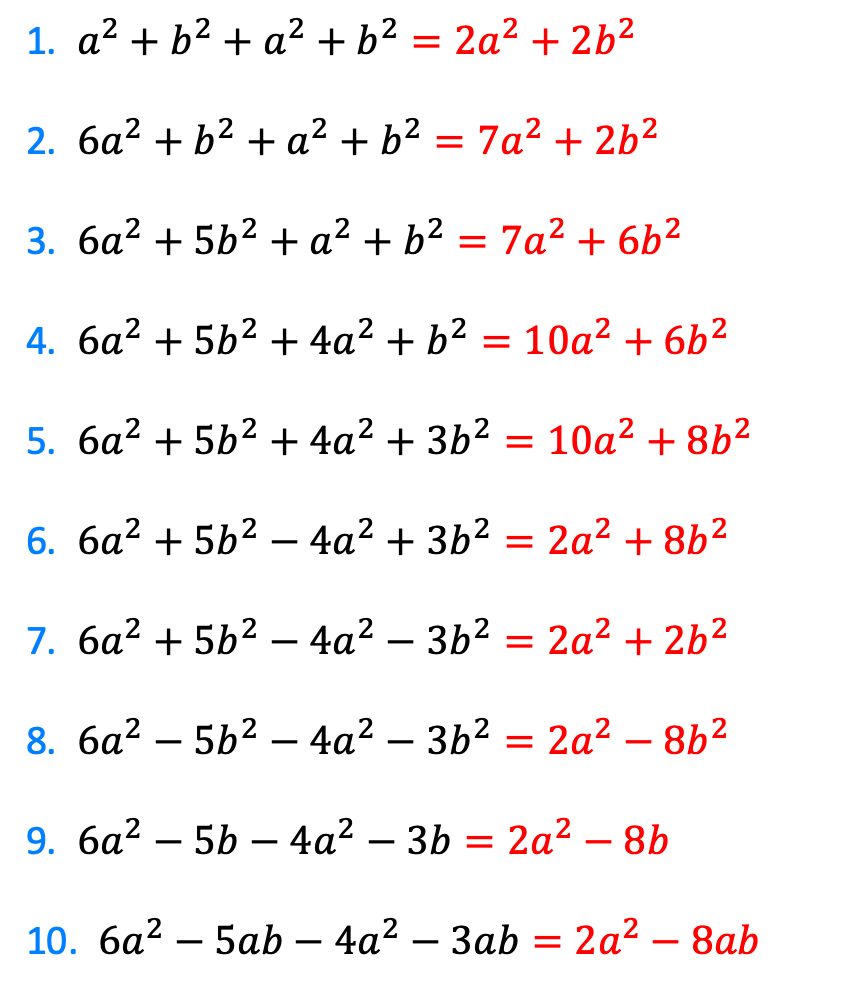 1. a² + b² + a² + b² = 2a² + 2b²
2. 6a² + b² + a² + b² = 7a² + 2b²
3. 6a² + 5b² + a² + b² = 7a² + 6b²
4. 6a² + 5b² + 4a² + b² = 10a² + 6b²
5. 6a² + 5b² + 4a² + 3b² = 10a² + 8b²
6. 6a² + 5b² − 4a² + 3b² = 2a² + 8b²
7. 6a² + 5b² − 4a² − 3b² = 2a² + 2b²
8. 6a² − 5b² − 4a² − 3b² = 2a² − 8b²
9. 6a² − 5b − 4a² − 3b = 2a² − 8b
10. 6a² − 5ab − 4a² − 3ab = 2a² − 8ab